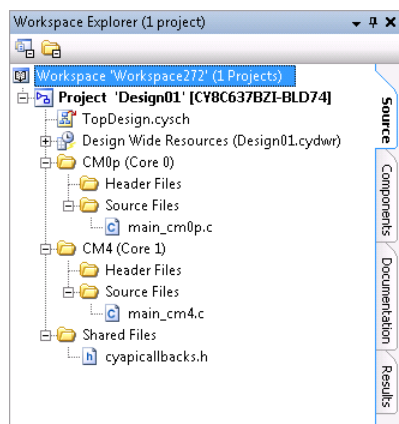 Workspace Explorer (1 project)
Workspace 'Workspace272' (1 Projects)
Project 'Design01' [CY8C637BZI-BLD74]
TopDesign.cysch
Design Wide Resources (Design01.cydwr)
CM0p (Core 0)
Header Files
Source Files
main_cm0p.c
CM4 (Core 1)
Header Files
Source Files
main_cm4.c
Shared Files
cyapicallbacks.h
Source
Components
Documentation
Results